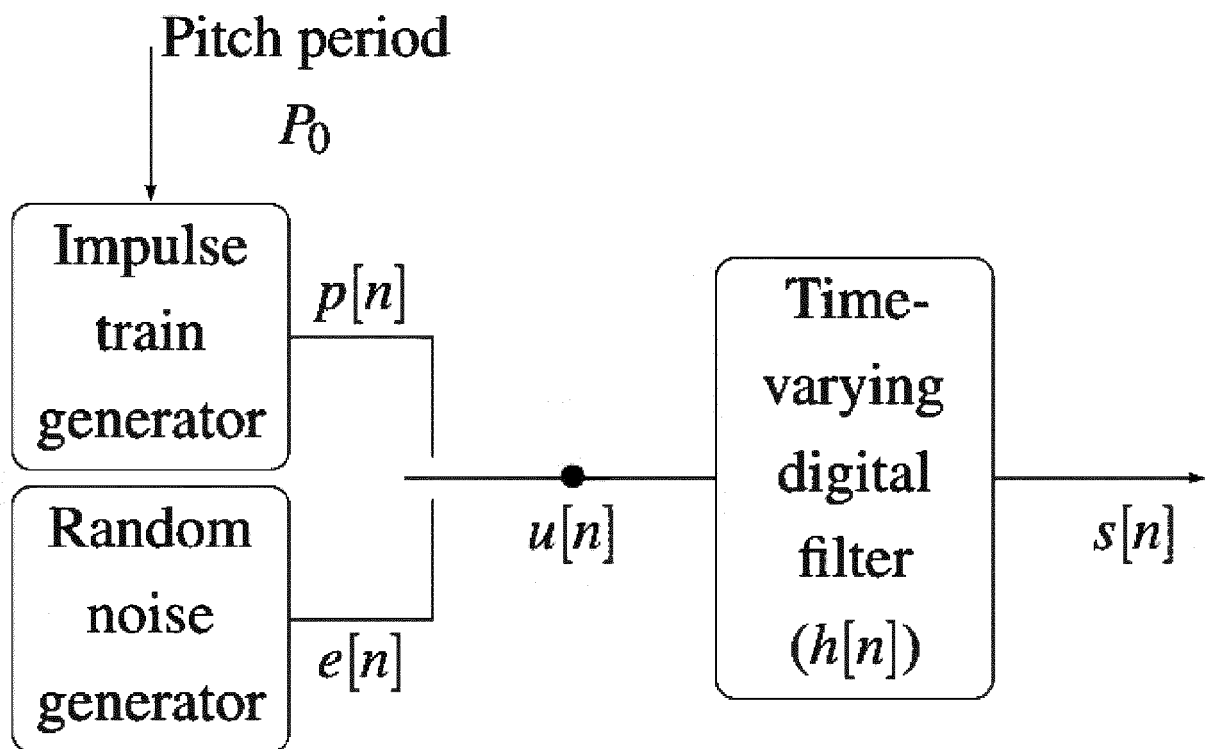 Pitch period
P₀
Impulse
train
generator
p[n]
Random
noise
generator
e[n]
u[n]
Time-
varying
digital
filter
(h[n])
s[n]